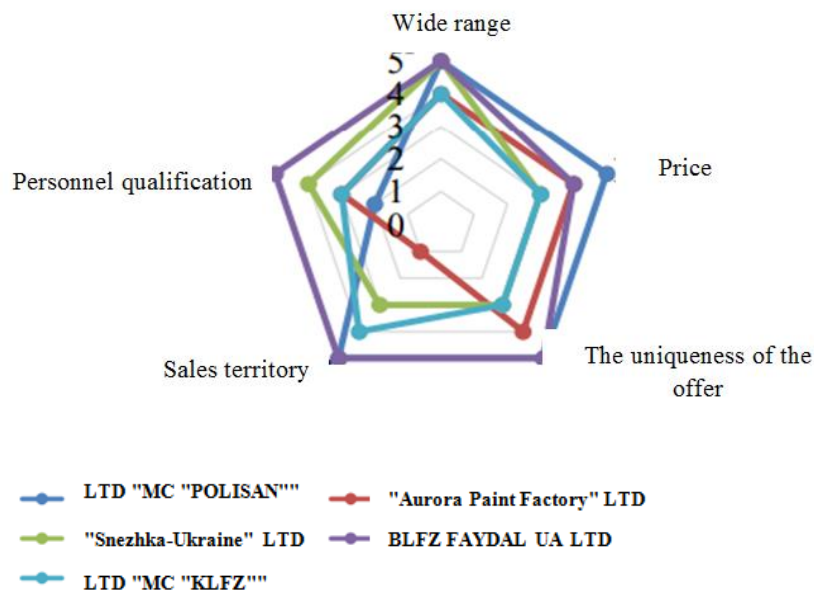 Wide range
5
4
3
2
1
0
Price
Personnel qualification
The uniqueness of the
offer
Sales territory
LTD "MC "POLISAN""
"Aurora Paint Factory" LTD
"Snezhka-Ukraine" LTD
BLFZ FAYDAL UA LTD
LTD "MC "KLFZ""